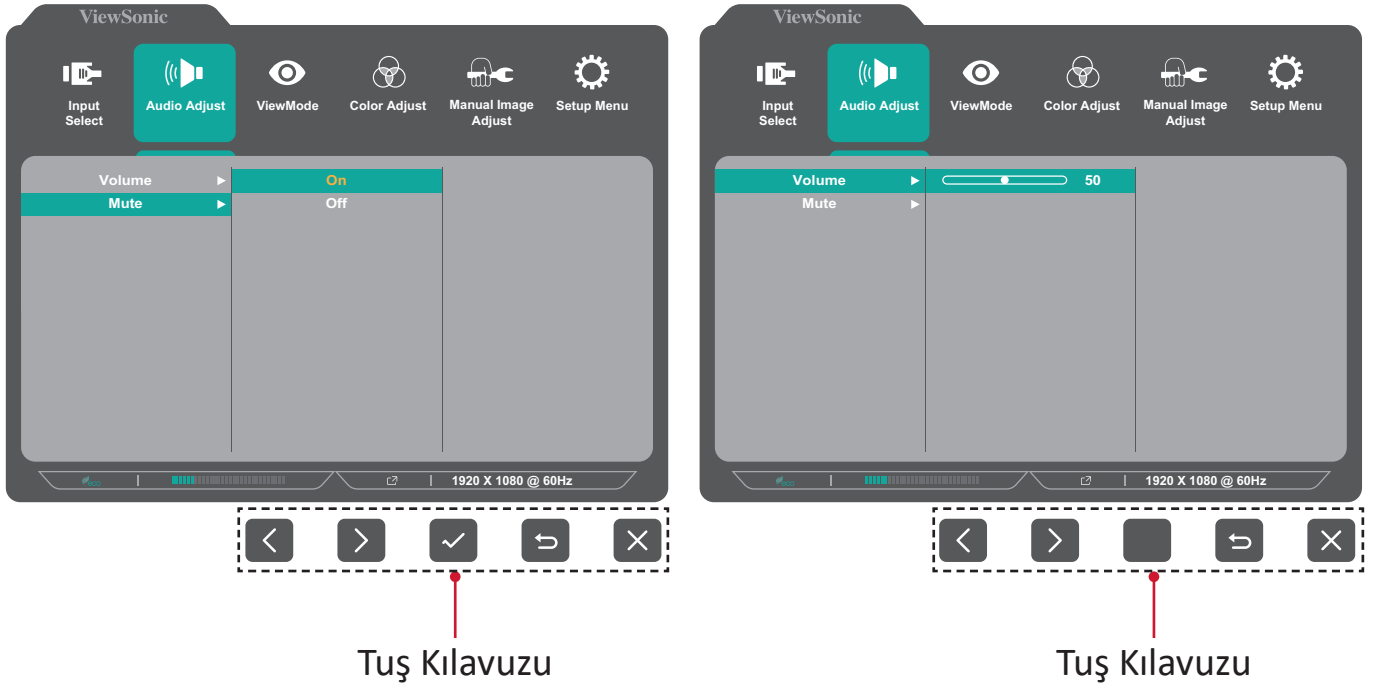 ViewSonic
Input
Select
Audio Adjust
ViewMode
Color Adjust
Manual Image
Adjust
Setup Menu
Volume
On
Mute
Off
eco
1920 X 1080 @ 60Hz
Tuş Kılavuzu
ViewSonic
Input
Select
Audio Adjust
ViewMode
Color Adjust
Manual Image
Adjust
Setup Menu
Volume
50
Mute
eco
1920 X 1080 @ 60Hz
Tuş Kılavuzu